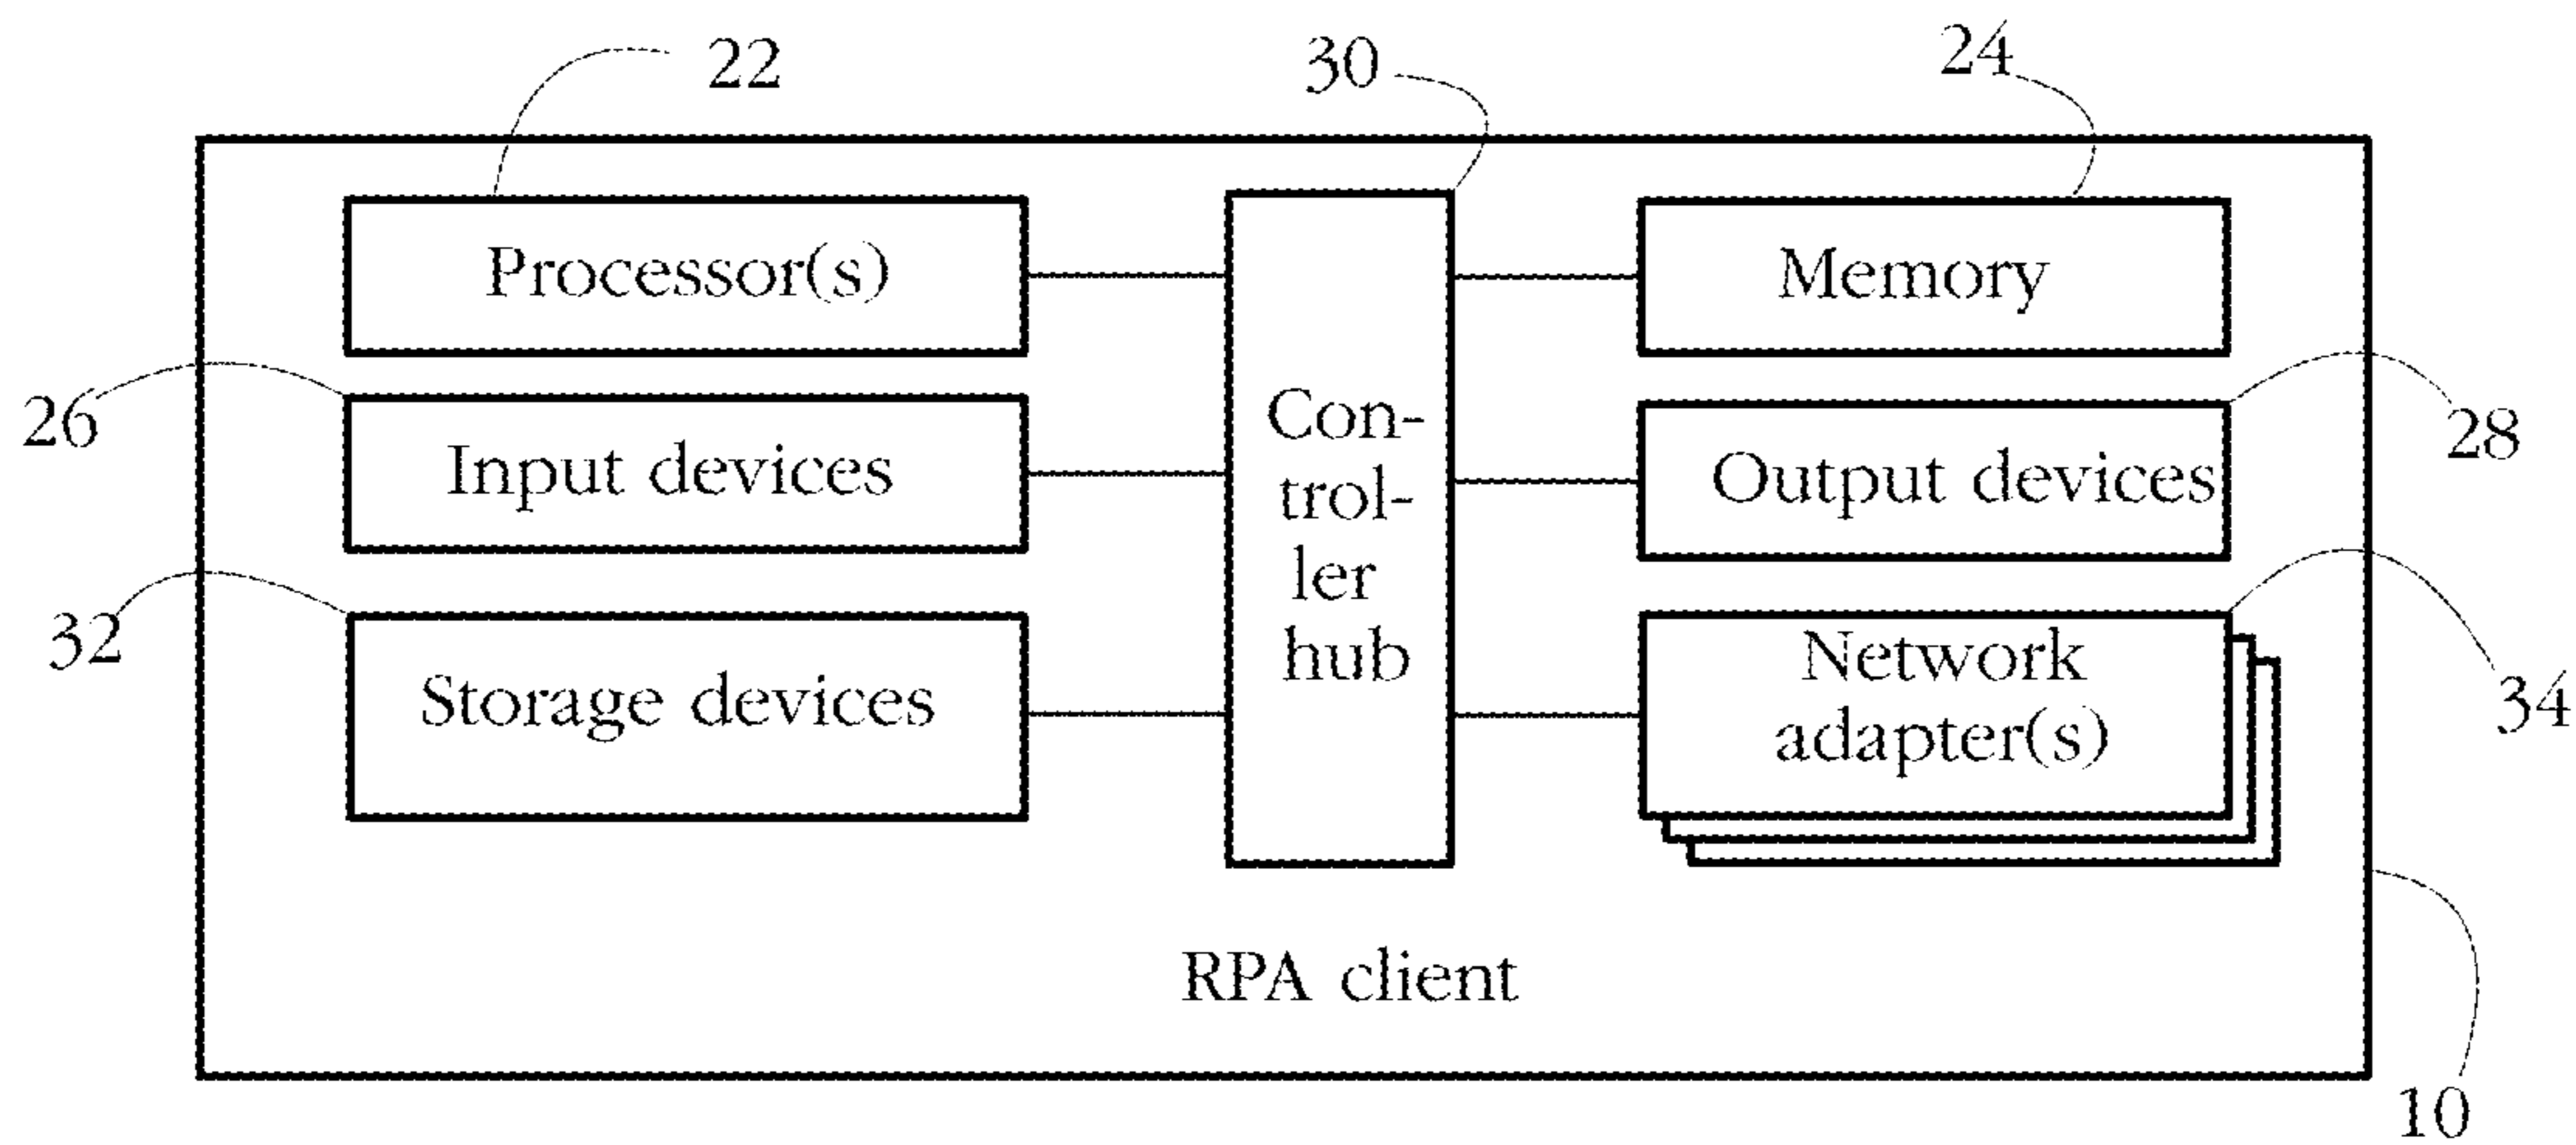 22
30
24
Processor(s)
Memory
26
Input devices
Con-
trol-
ler
hub
Output devices
28
32
Storage devices
Network
adapter(s)
34
RPA client
10